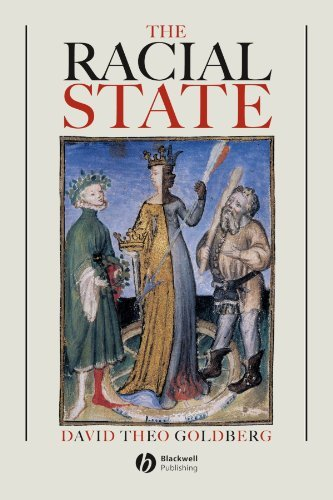 THE
RACIAL
STATE
DAVID THEO GOLDBERG
Blackwell
Publishing